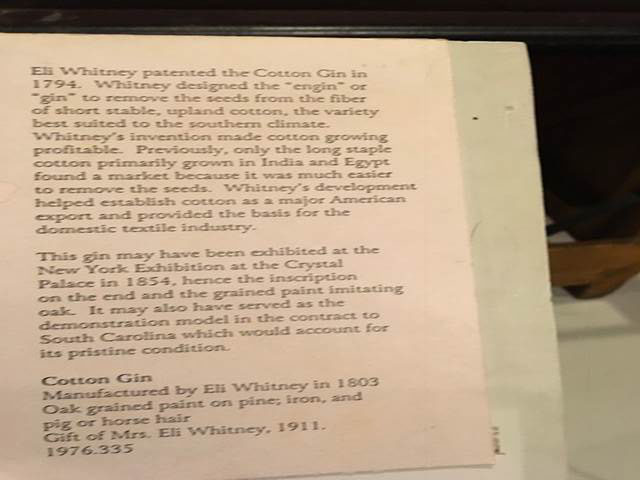 Eli Whitney patented the Cotton Gin in
1794. Whitney designed the "engin" or
"gin" to remove the seeds from the fiber
of short stable, upland cotton, the variety
best suited to the southern climate.
Whitney's invention made cotton growing
profitable. Previously, only the long staple
cotton primarily grown in India and Egypt
found a market because it was much easier
to remove the seeds. Whitney's development
helped establish cotton as a major American
export and provided the basis for the
domestic textile industry.
This gin may have been exhibited at the
New York Exhibition at the Crystal
Palace in 1854, hence the inscription
on the end and the grained paint imitating
oak. It may also have served as the
demonstration model in the contract to
South Carolina which would account for
its pristine condition.
Cotton Gin
Manufactured by Eli Whitney in 1803
Oak grained paint on pine; iron, and
pig or horse hair
Gift of Mrs. Eli Whitney, 1911.
1976.335